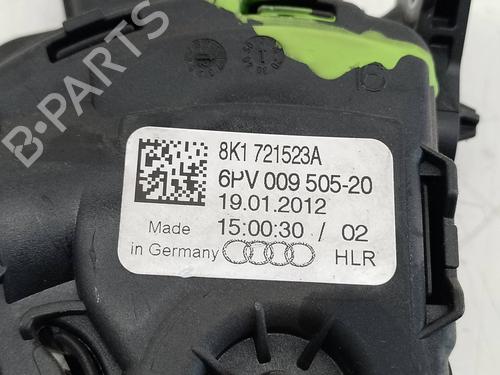 B-PARTS
8K1 721523A
6PV 009 505-20
19.01.2012
Made 15:00:30 / 02
in Germany HLR